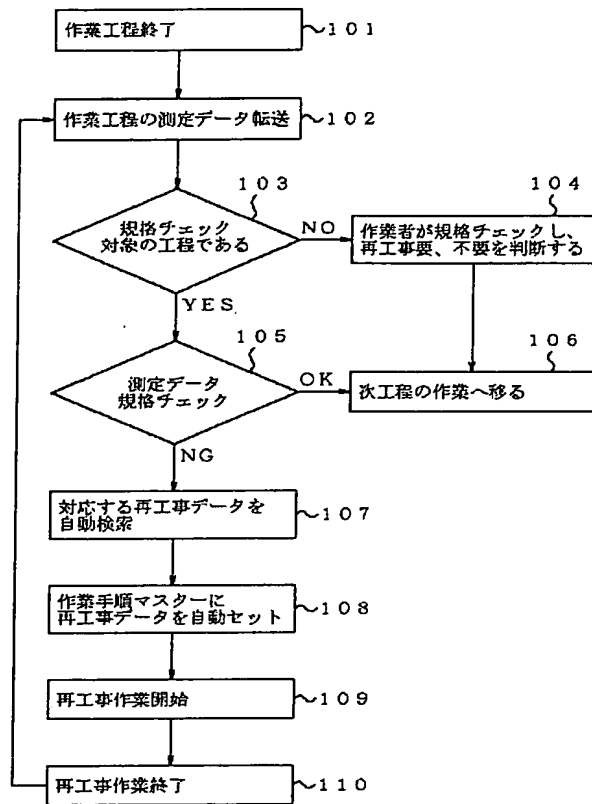 作業工程終了
101
作業工程の測定データ転送
102
103
規格チェック
対象の工程である
NO
104
作業者が規格チェックし、
再工事要、不要を判断する
YES
105
測定データ
規格チェック
OK
106
次工程の作業へ移る
NG
対応する再工事データを
自動検索
107
作業手順マスターに
再工事データを自動セット
108
再工事作業開始
109
再工事作業終了
110